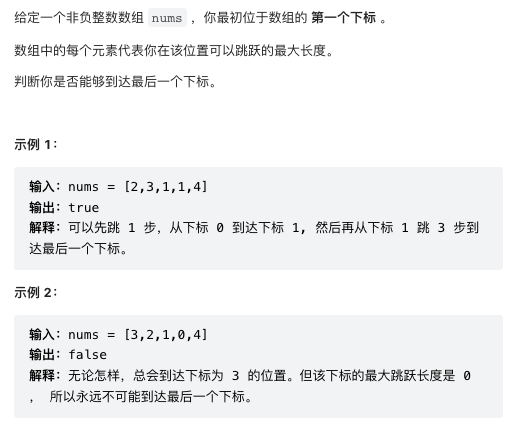 给定一个非负整数数组 nums ，你最初位于数组的 第一个下标 。
数组中的每个元素代表你在该位置可以跳跃的最大长度。
判断你是否能够到达最后一个下标。
示例 1：
输入：nums = [2,3,1,1,4]
输出：true
解释：可以先跳 1 步，从下标 0 到达下标 1, 然后再从下标 1 跳 3 步到
达最后一个下标。
示例 2：
输入：nums = [3,2,1,0,4]
输出：false
解释：无论怎样，总会到达下标为 3 的位置。但该下标的最大跳跃长度是 0
， 所以永远不可能到达最后一个下标。